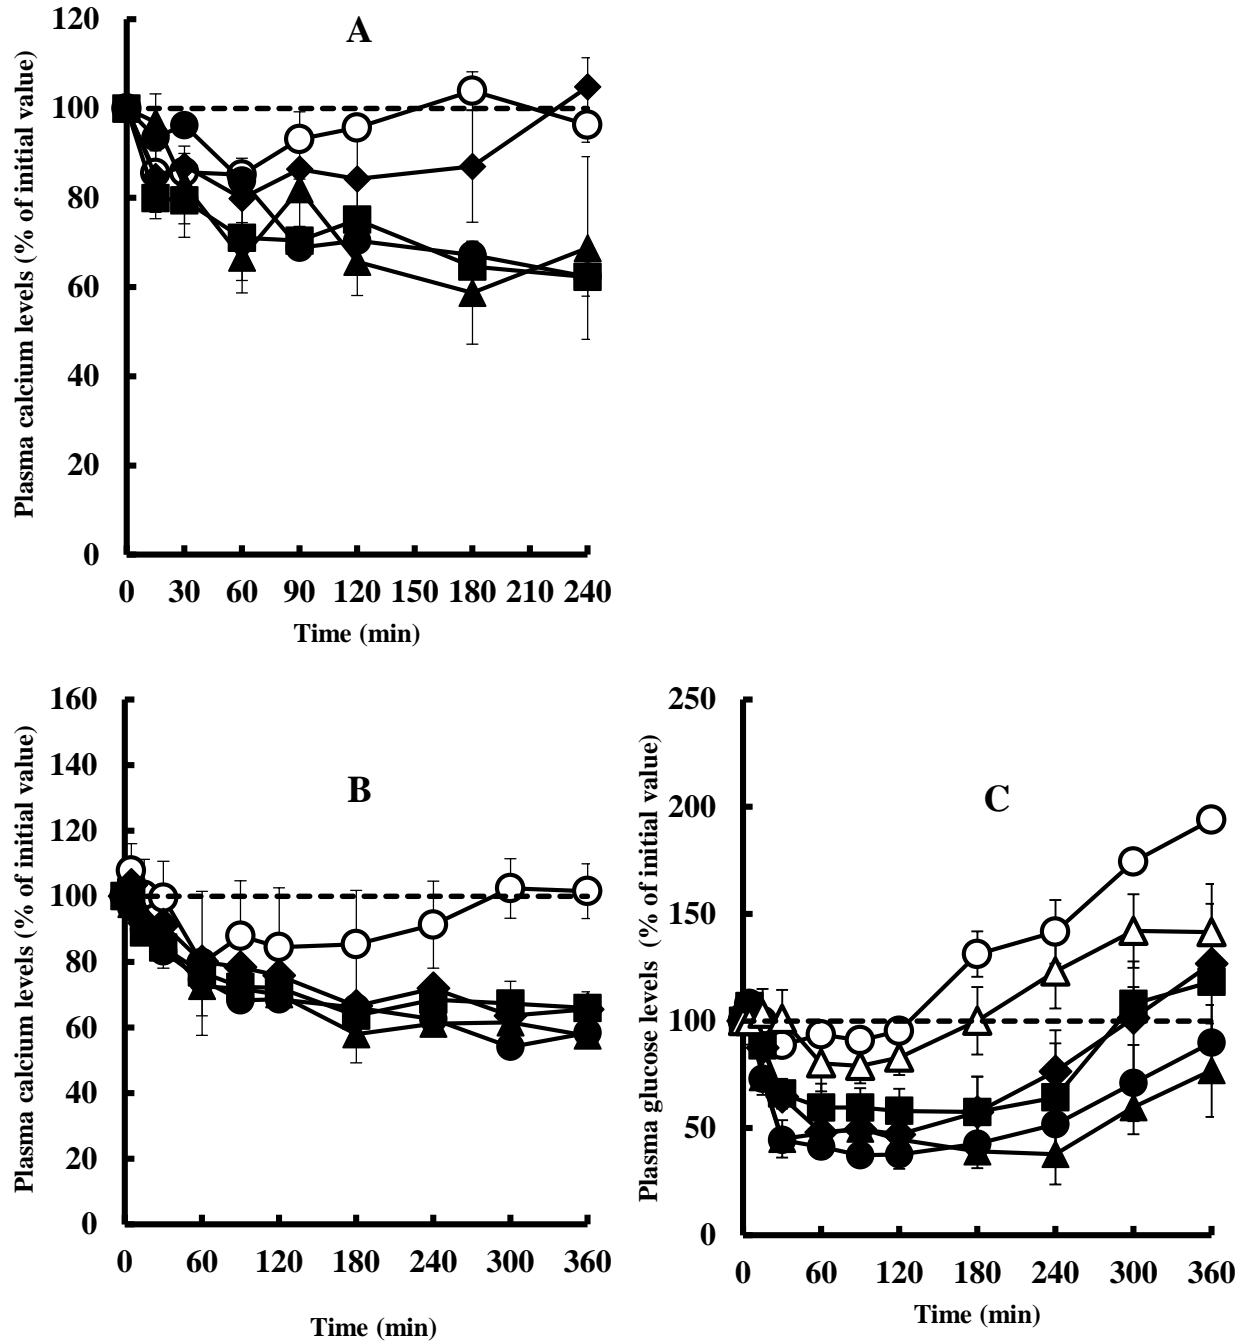 A
Plasma calcium levels (% of initial value)
120
100
80
60
40
20
0
0 30 60 90 120 150 180 210 240
Time (min)
B
Plasma calcium levels (% of initial value)
160
140
120
100
80
60
40
20
0
0 60 120 180 240 300 360
Time (min)
C
Plasma glucose levels (% of initial value)
250
200
150
100
50
0
0 60 120 180 240 300 360
Time (min)